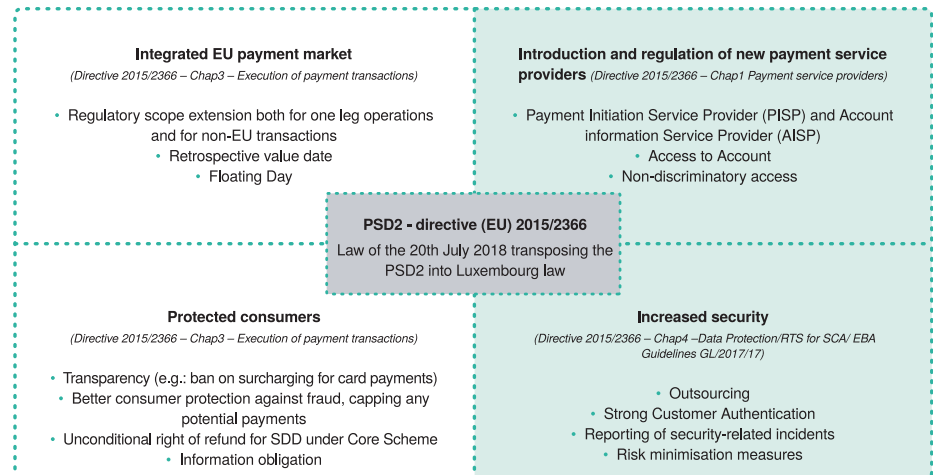 Integrated EU payment market
(Directive 2015/2366 – Chap3 – Execution of payment transactions)
• Regulatory scope extension both for one leg operations
and for non-EU transactions
• Retrospective value date
• Floating Day
Introduction and regulation of new payment service
providers (Directive 2015/2366 – Chap1 Payment service providers)
• Payment Initiation Service Provider (PISP) and Account
information Service Provider (AISP)
• Access to Account
• Non-discriminatory access
PSD2 - directive (EU) 2015/2366
Law of the 20th July 2018 transposing the
PSD2 into Luxembourg law
Protected consumers
(Directive 2015/2366 – Chap3 – Execution of payment transactions)
• Transparency (e.g.: ban on surcharging for card payments)
• Better consumer protection against fraud, capping any
potential payments
• Unconditional right of refund for SDD under Core Scheme
• Information obligation
Increased security
(Directive 2015/2366 – Chap4 –Data Protection/RTS for SCA/ EBA
Guidelines GL/2017/17)
• Outsourcing
• Strong Customer Authentication
• Reporting of security-related incidents
• Risk minimisation measures